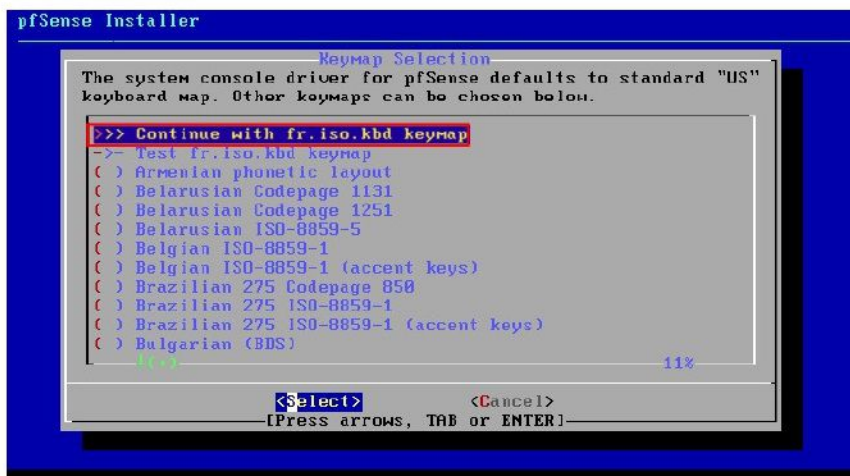 pfSense Installer
Keymap Selection
The system console driver for pfSense defaults to standard "US"
keyboard map. Other keymaps can be chosen below.
>>> Continue with fr.iso.kbd keymap
->- Test fr.iso.kbd keymap
( ) Armenian phonetic layout
( ) Belarusian Codepage 1131
( ) Belarusian Codepage 1251
( ) Belarusian ISO-8859-5
( ) Belgian ISO-8859-1
( ) Belgian ISO-8859-1 (accent keys)
( ) Brazilian 275 Codepage 850
( ) Brazilian 275 ISO-8859-1
( ) Brazilian 275 ISO-8859-1 (accent keys)
( ) Bulgarian (BDS)
11%
<Select> <Cancel>
[Press arrows, TAB or ENTER]